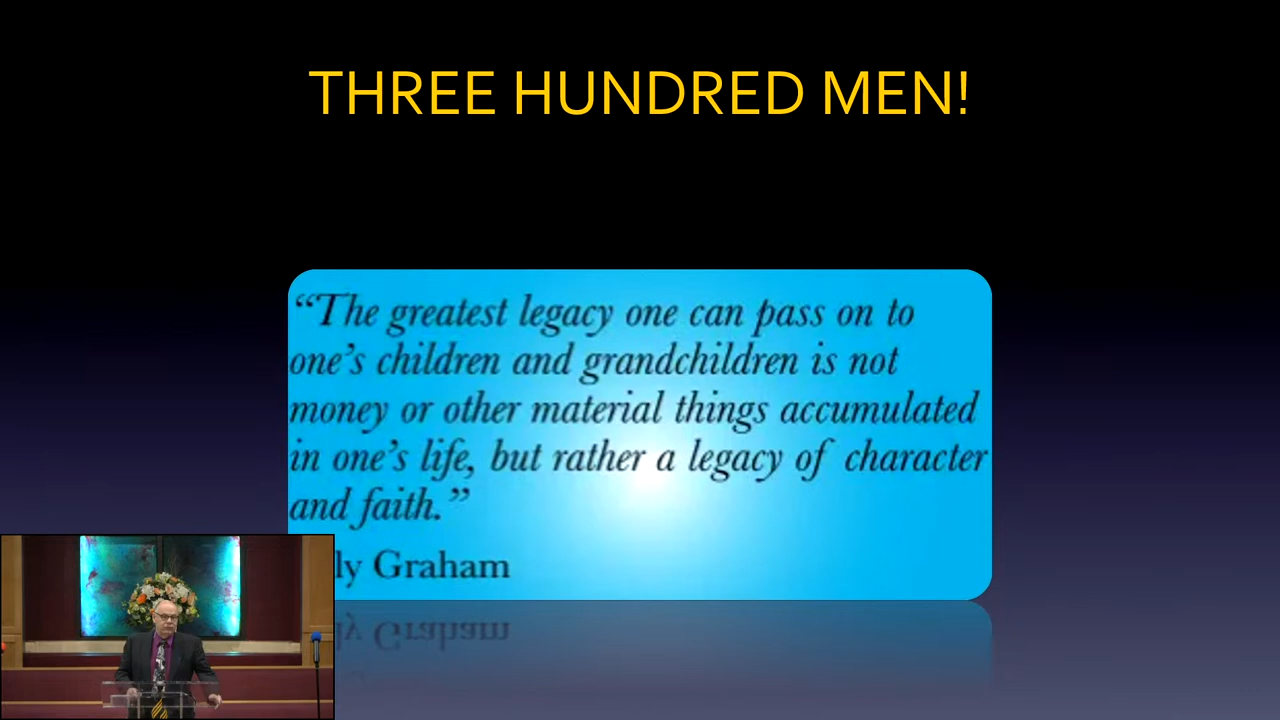 THREE HUNDRED MEN!
“The greatest legacy one can pass on to
one’s children and grandchildren is not
money or other material things accumulated
in one’s life, but rather a legacy of character
and faith.”
ly Graham